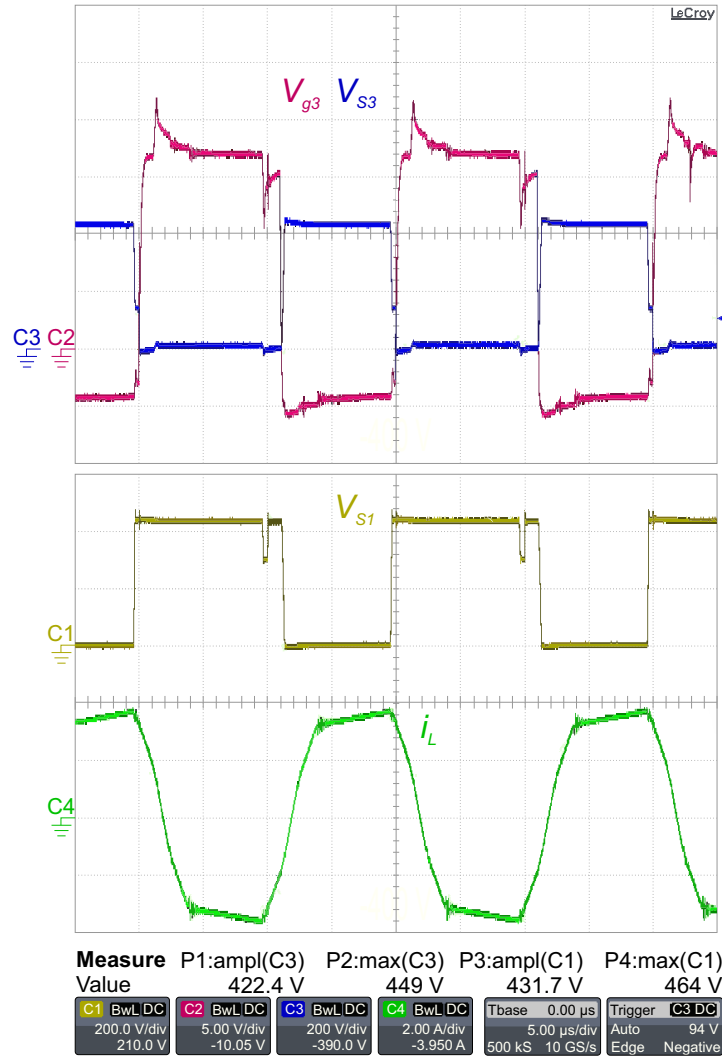 LeCroy
Vg3 VS3
C3 C2
VS1
C1
iL
C4
Measure P1:ampl(C3) P2:max(C3) P3:ampl(C1) P4:max(C1)
Value 422.4 V 449 V 431.7 V 464 V
C1 BwL DC C2 BwL DC C3 BwL DC C4 BwL DC Tbase 0.00 µs Trigger C3 DC
200.0 V/div 5.00 V/div 200 V/div 2.00 A/div 5.00 µs/div Auto 94 V
210.0 V -10.05 V -390.0 V -3.950 A 500 kS 10 GS/s Edge Negative